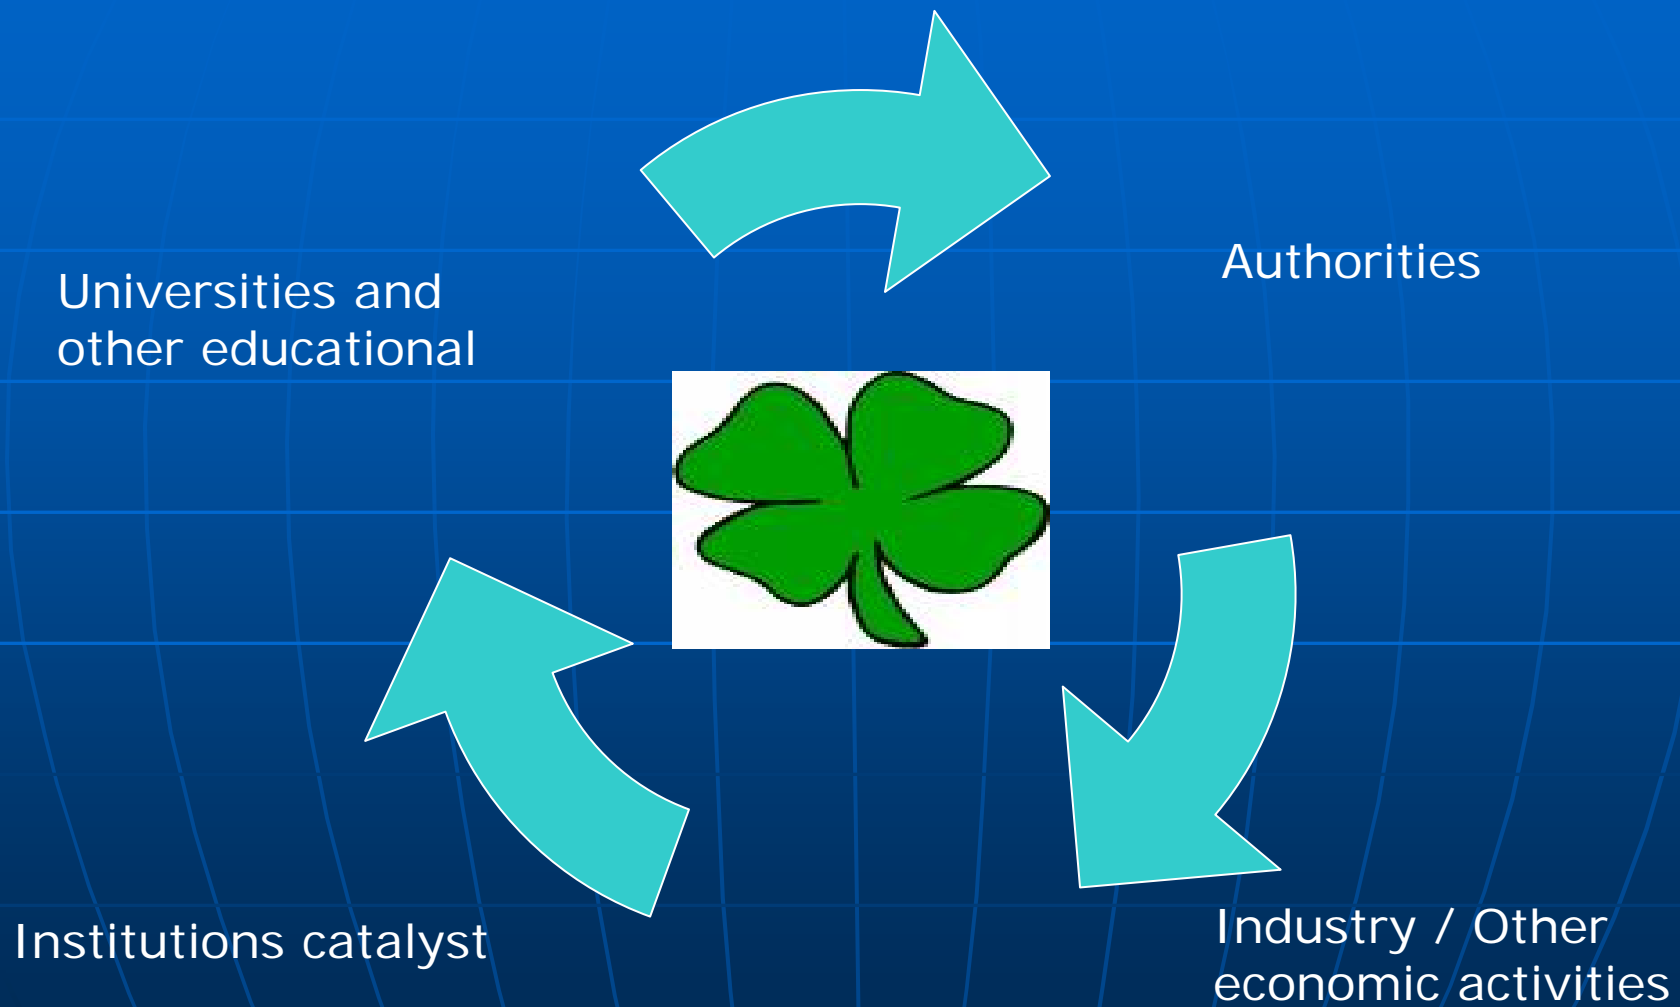 Authorities
Universities and
other educational
Institutions catalyst
Industry / Other
economic activities